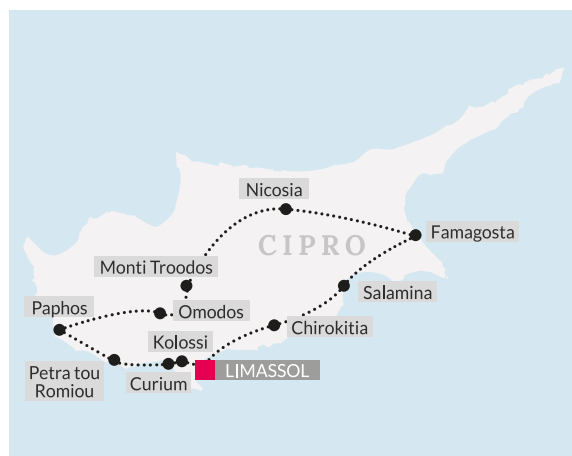 Nicosia
Famagosta
CIPRO
Monti Troodos
Salamina
Paphos
Omodos
Chirokitia
Kolossi
Petra tou
Romiou
Curium
LIMASSOL